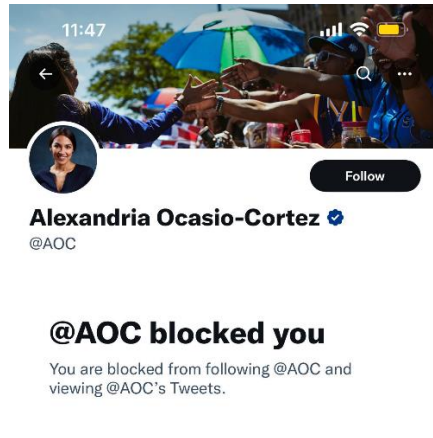 11:47
Follow
Alexandria Ocasio-Cortez
@AOC
@AOC blocked you
You are blocked from following @AOC and
viewing @AOC's Tweets.